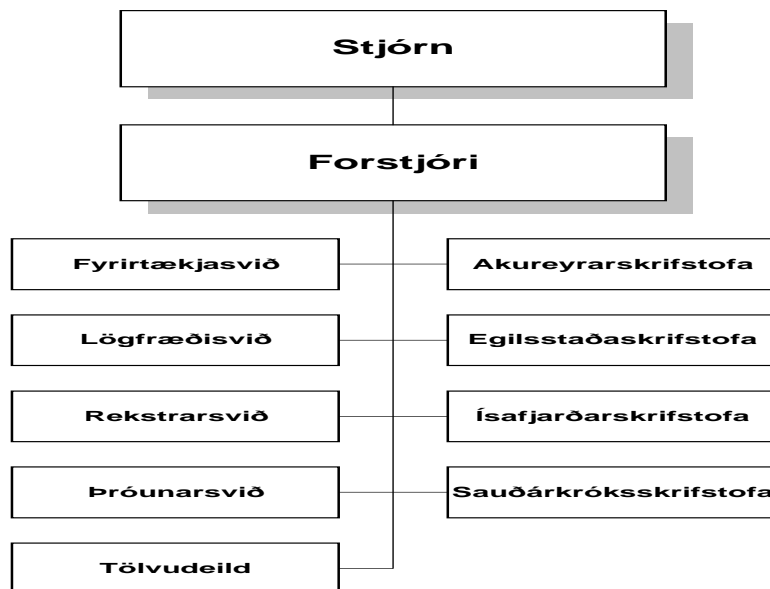 Stjórn
Forstjóri
Fyrirtækjasvið
Akureyrarskrifstofa
Lögfræðisvið
Egilsstaðaskrifstofa
Rekstrarsvið
Ísafjarðarskrifstofa
Þróunarsvið
Sauðárkróksskrifstofa
Tölvudeild